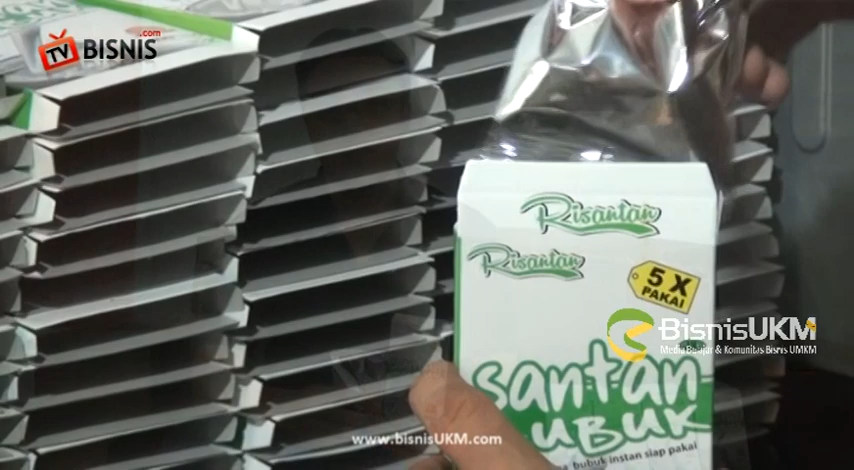 TV BISNIS.com
Risantan
Risantan
5 X
PAKAI
BisnisUKM
Media Belajar & Komunitas Bisnis UMKM
santan
UBUK
bubuk instan siap pakai
www.bisnisUKM.com